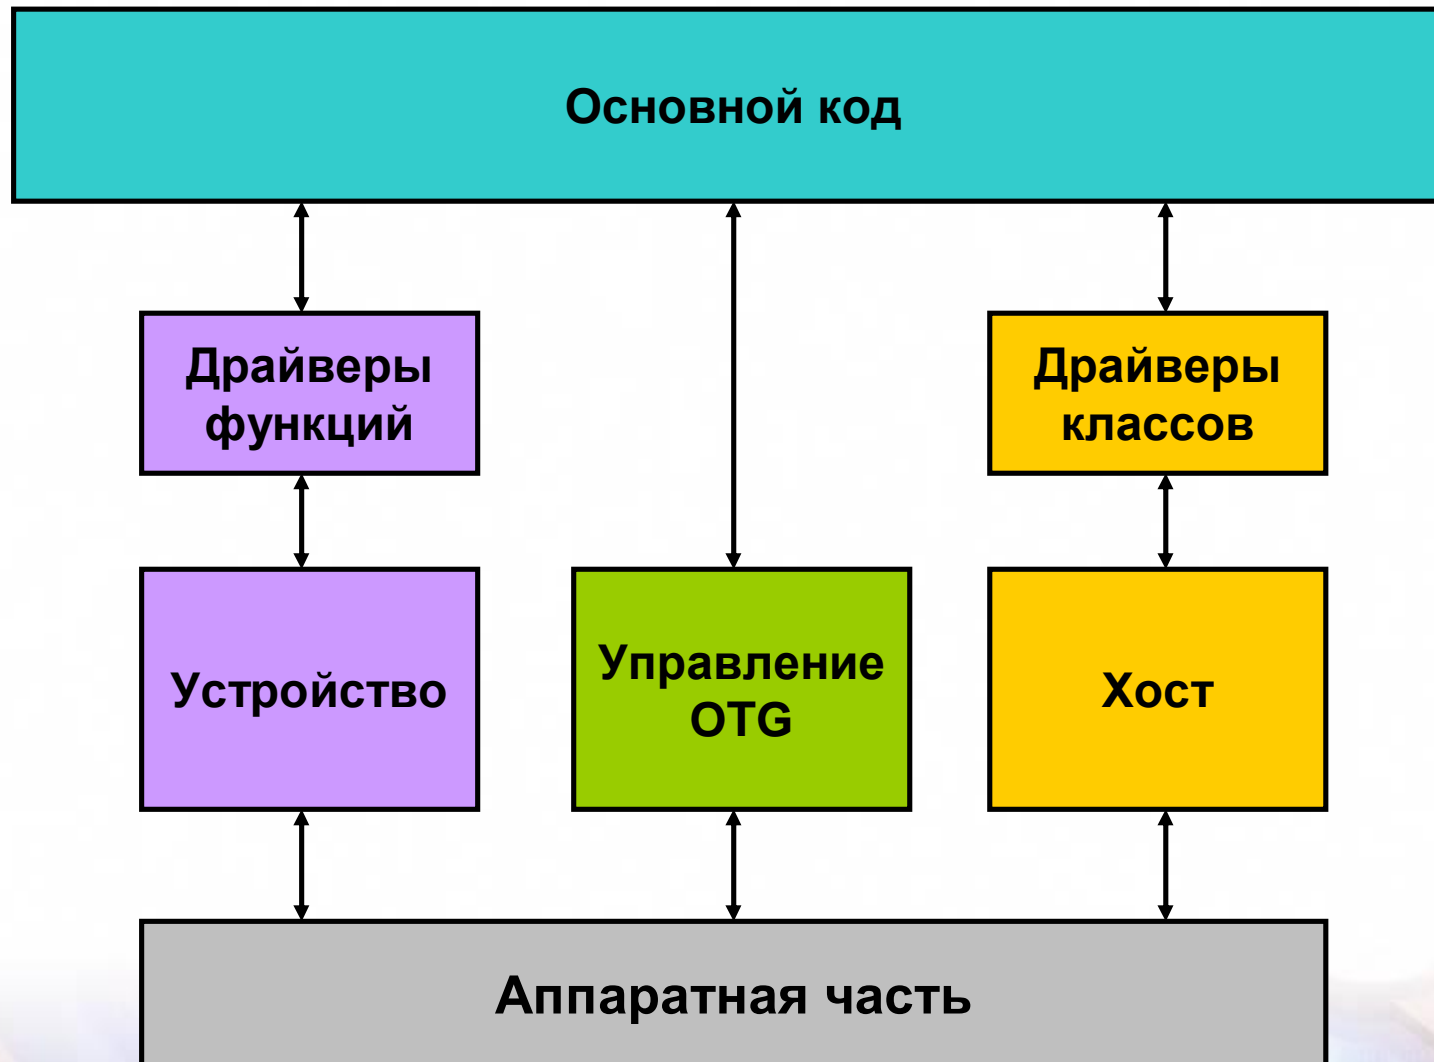 Основной код
Драйверы
функций
Драйверы
классов
Устройство
Управление
OTG
Хост
Аппаратная часть